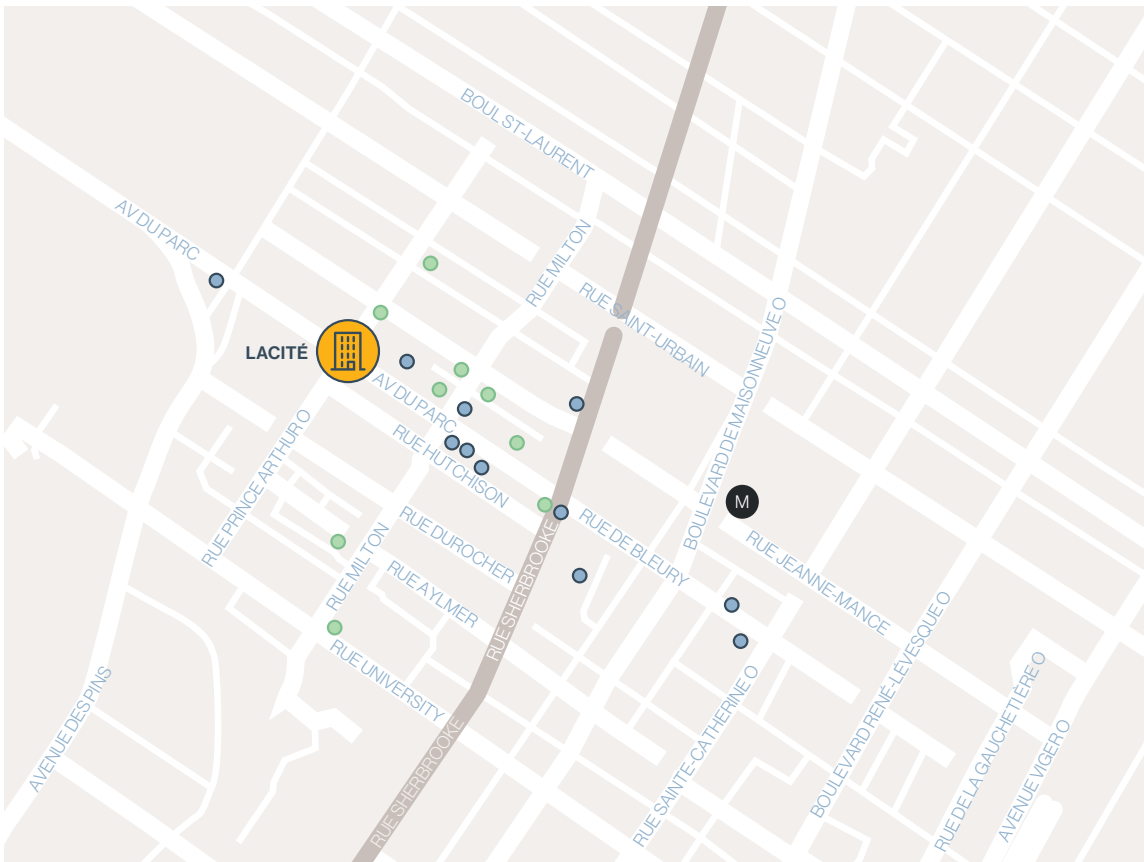 BOUL ST-LAURENT
AV DU PARC
RUE MILTON
RUE SAINT-URBAIN
LACITÉ
BOULEVARD DE MAISONNEUVE O
AV DU PARC
RUE HUTCHISON
RUE PRINCE ARTHUR O
M
RUE DUROCHER
RUE DE BLEURY
RUE JEANNE-MANCE
RUE MILTON
RUE AYLMER
RUE SHERBROOKE
RUE UNIVERSITY
BOULEVARD RENÉ-LÉVESQUE O
AVENUE DES PINS
RUE SAINTE-CATHERINE O
RUE DE LA GAUCHETIÈRE O
AVENUE VIGER O
RUE SHERBROOKE